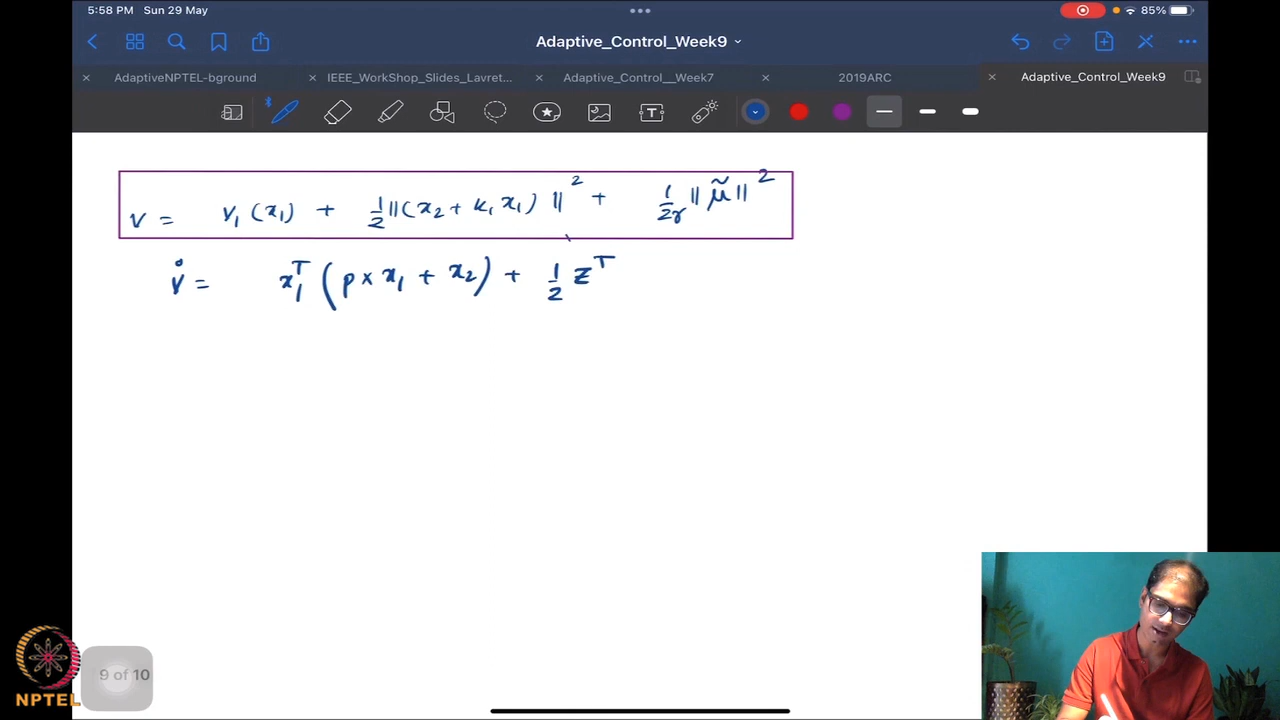 5:58 PM Sun 29 May
85%
Adaptive_Control_Week9
AdaptiveNPTEL-bground
IEEE_WorkShop_Slides_Lavret...
Adaptive_Control__Week7
2019ARC
Adaptive_Control_Week9
V = V₁(x₁) + 1/2 ||(x₂ + k₁x₁)||² + 1/2γ ||μ̃||²
V̇ = x₁ᵀ(p × x₁ + x₂) + 1/2 zᵀ
9 of 10
NPTEL